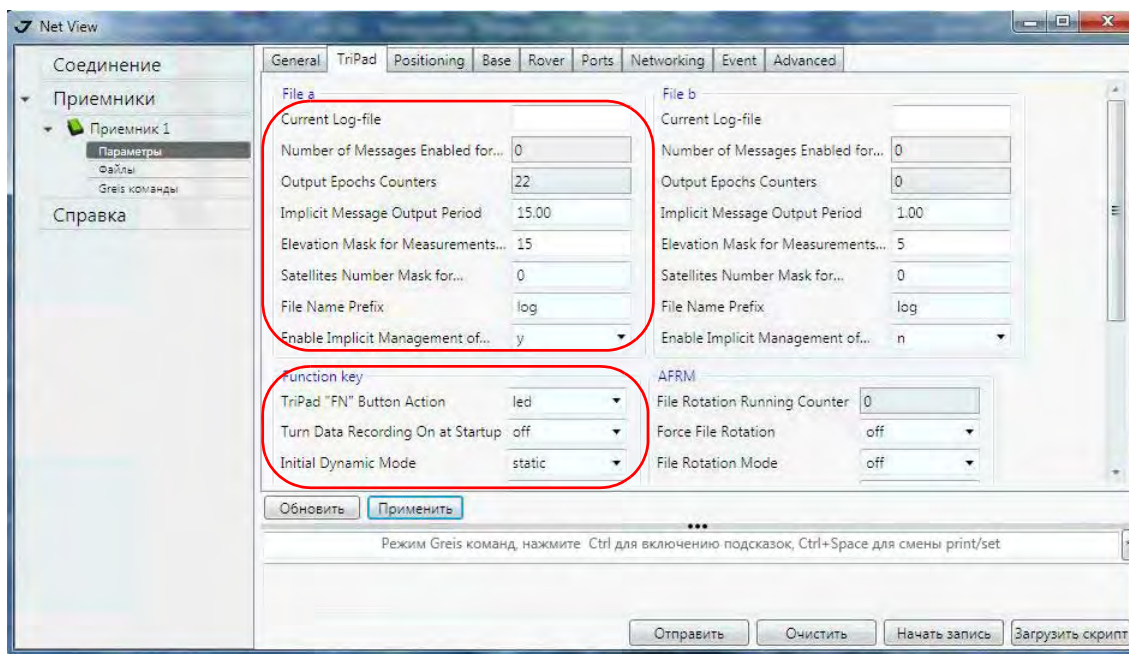 Net View
Соединение
Приемники
Приемник 1
Параметры
Файлы
Greis команды
Справка
General TriPad Positioning Base Rover Ports Networking Event Advanced
File a
Current Log-file
Number of Messages Enabled for... 0
Output Epochs Counters 22
Implicit Message Output Period 15.00
Elevation Mask for Measurements... 15
Satellites Number Mask for... 0
File Name Prefix log
Enable Implicit Management of... y
File b
Current Log-file
Number of Messages Enabled for... 0
Output Epochs Counters 0
Implicit Message Output Period 1.00
Elevation Mask for Measurements... 5
Satellites Number Mask for... 0
File Name Prefix log
Enable Implicit Management of... n
Function key
TriPad "FN" Button Action led
Turn Data Recording On at Startup off
Initial Dynamic Mode static
AFRM
File Rotation Running Counter 0
Force File Rotation off
File Rotation Mode off
Обновить Применить
Режим Greis команд, нажмите Ctrl для включению подсказок, Ctrl+Space для смены print/set
Отправить Очистить Начать запись Загрузить скрипт